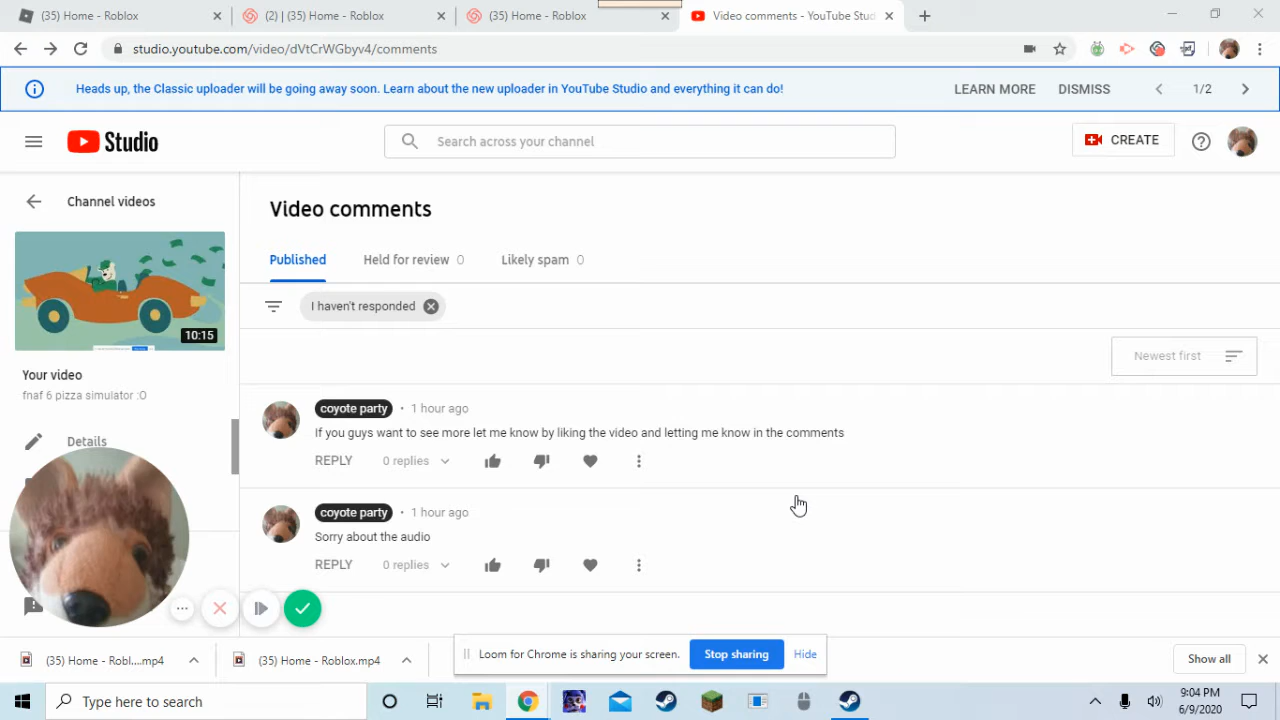 (35) Home - Roblox
(2) | (35) Home - Roblox
(35) Home - Roblox
Video comments - YouTube Stud
studio.youtube.com/video/dVtCrWGbyv4/comments
Heads up, the Classic uploader will be going away soon. Learn about the new uploader in YouTube Studio and everything it can do!
LEARN MORE
DISMISS
1/2
Studio
Search across your channel
CREATE
Channel videos
10:15
Your video
fnaf 6 pizza simulator :O
Details
Video comments
Published
Held for review 0
Likely spam 0
I haven't responded
Newest first
coyote party • 1 hour ago
If you guys want to see more let me know by liking the video and letting me know in the comments
REPLY 0 replies
coyote party • 1 hour ago
Sorry about the audio
REPLY 0 replies
Loom for Chrome is sharing your screen.
Stop sharing
Hide
(35) Home - Robl....mp4
(35) Home - Roblox.mp4
Show all
Type here to search
9:04 PM
6/9/2020